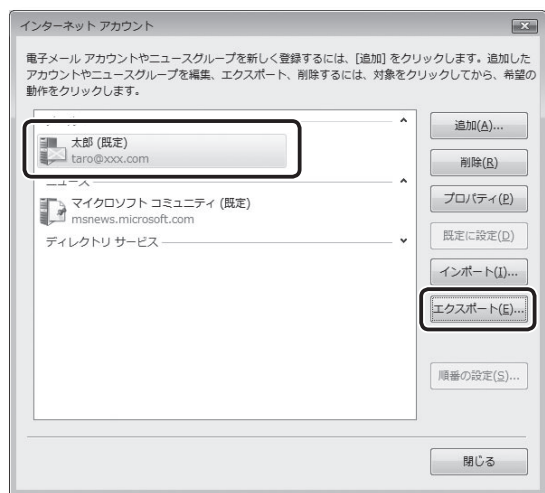 インターネット アカウント
電子メール アカウントやニュースグループを新しく登録するには、[追加] をクリックします。追加した
アカウントやニュースグループを編集、エクスポート、削除するには、対象をクリックしてから、希望の
動作をクリックします。
太郎 (既定)
taro@xxx.com
ニュース
マイクロソフト コミュニティ (既定)
msnews.microsoft.com
ディレクトリ サービス
追加(A)...
削除(R)
プロパティ(P)
既定に設定(D)
インポート(I)...
エクスポート(E)...
順番の設定(S)...
閉じる